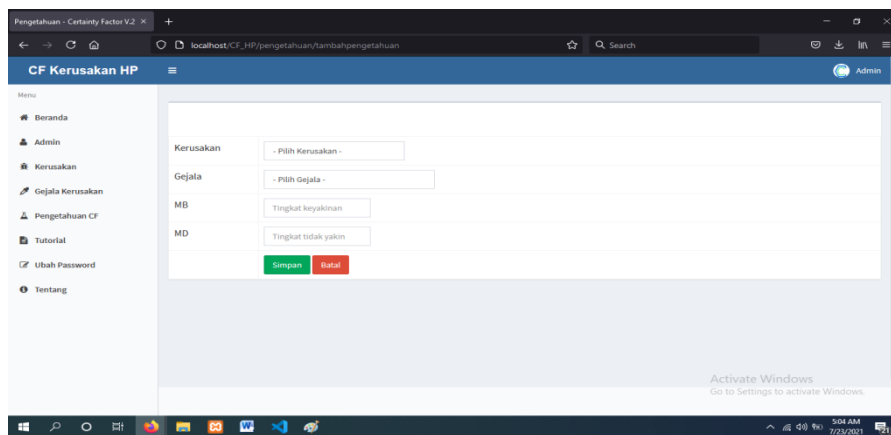 Pengetahuan - Certainty Factor V.2
localhost/CF_HP/pengetahuan/tambahpengetahuan
Search
CF Kerusakan HP
Admin
Menu
Beranda
Admin
Kerusakan
Gejala Kerusakan
Pengetahuan CF
Tutorial
Ubah Password
Tentang
Kerusakan
- Pilih Kerusakan -
Gejala
- Pilih Gejala -
MB
Tingkat keyakinan
MD
Tingkat tidak yakin
Simpan
Batal
Activate Windows
Go to Settings to activate Windows.
5:04 AM
7/23/2021